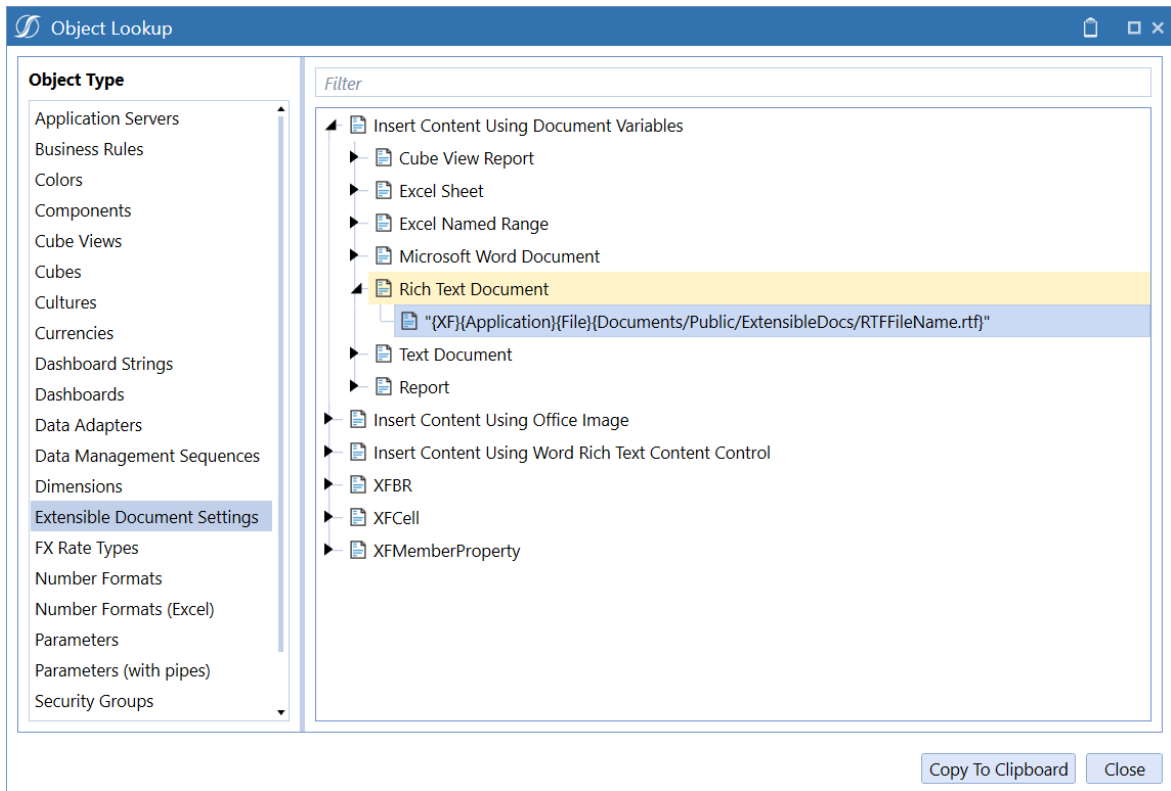 Object Lookup
Object Type
Application Servers
Business Rules
Colors
Components
Cube Views
Cubes
Cultures
Currencies
Dashboard Strings
Dashboards
Data Adapters
Data Management Sequences
Dimensions
Extensible Document Settings
FX Rate Types
Number Formats
Number Formats (Excel)
Parameters
Parameters (with pipes)
Security Groups
Filter
Insert Content Using Document Variables
Cube View Report
Excel Sheet
Excel Named Range
Microsoft Word Document
Rich Text Document
"{XF}{Application}{File}{Documents/Public/ExtensibleDocs/RTFFileName.rtf}"
Text Document
Report
Insert Content Using Office Image
Insert Content Using Word Rich Text Content Control
XFBR
XFCell
XFMemberProperty
Copy To Clipboard
Close